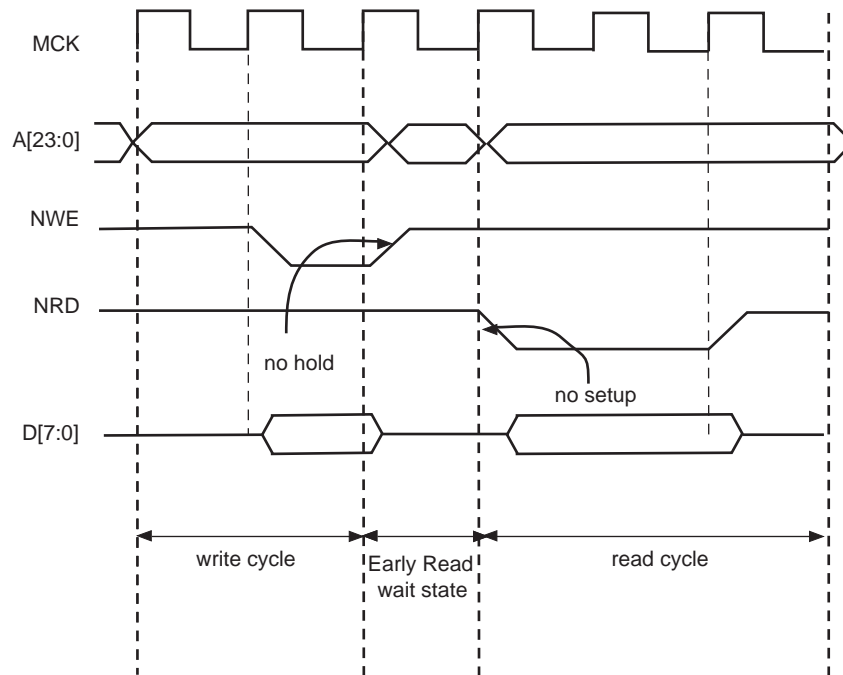 MCK
A[23:0]
NWE
NRD
no hold
no setup
D[7:0]
write cycle
Early Read
wait state
read cycle